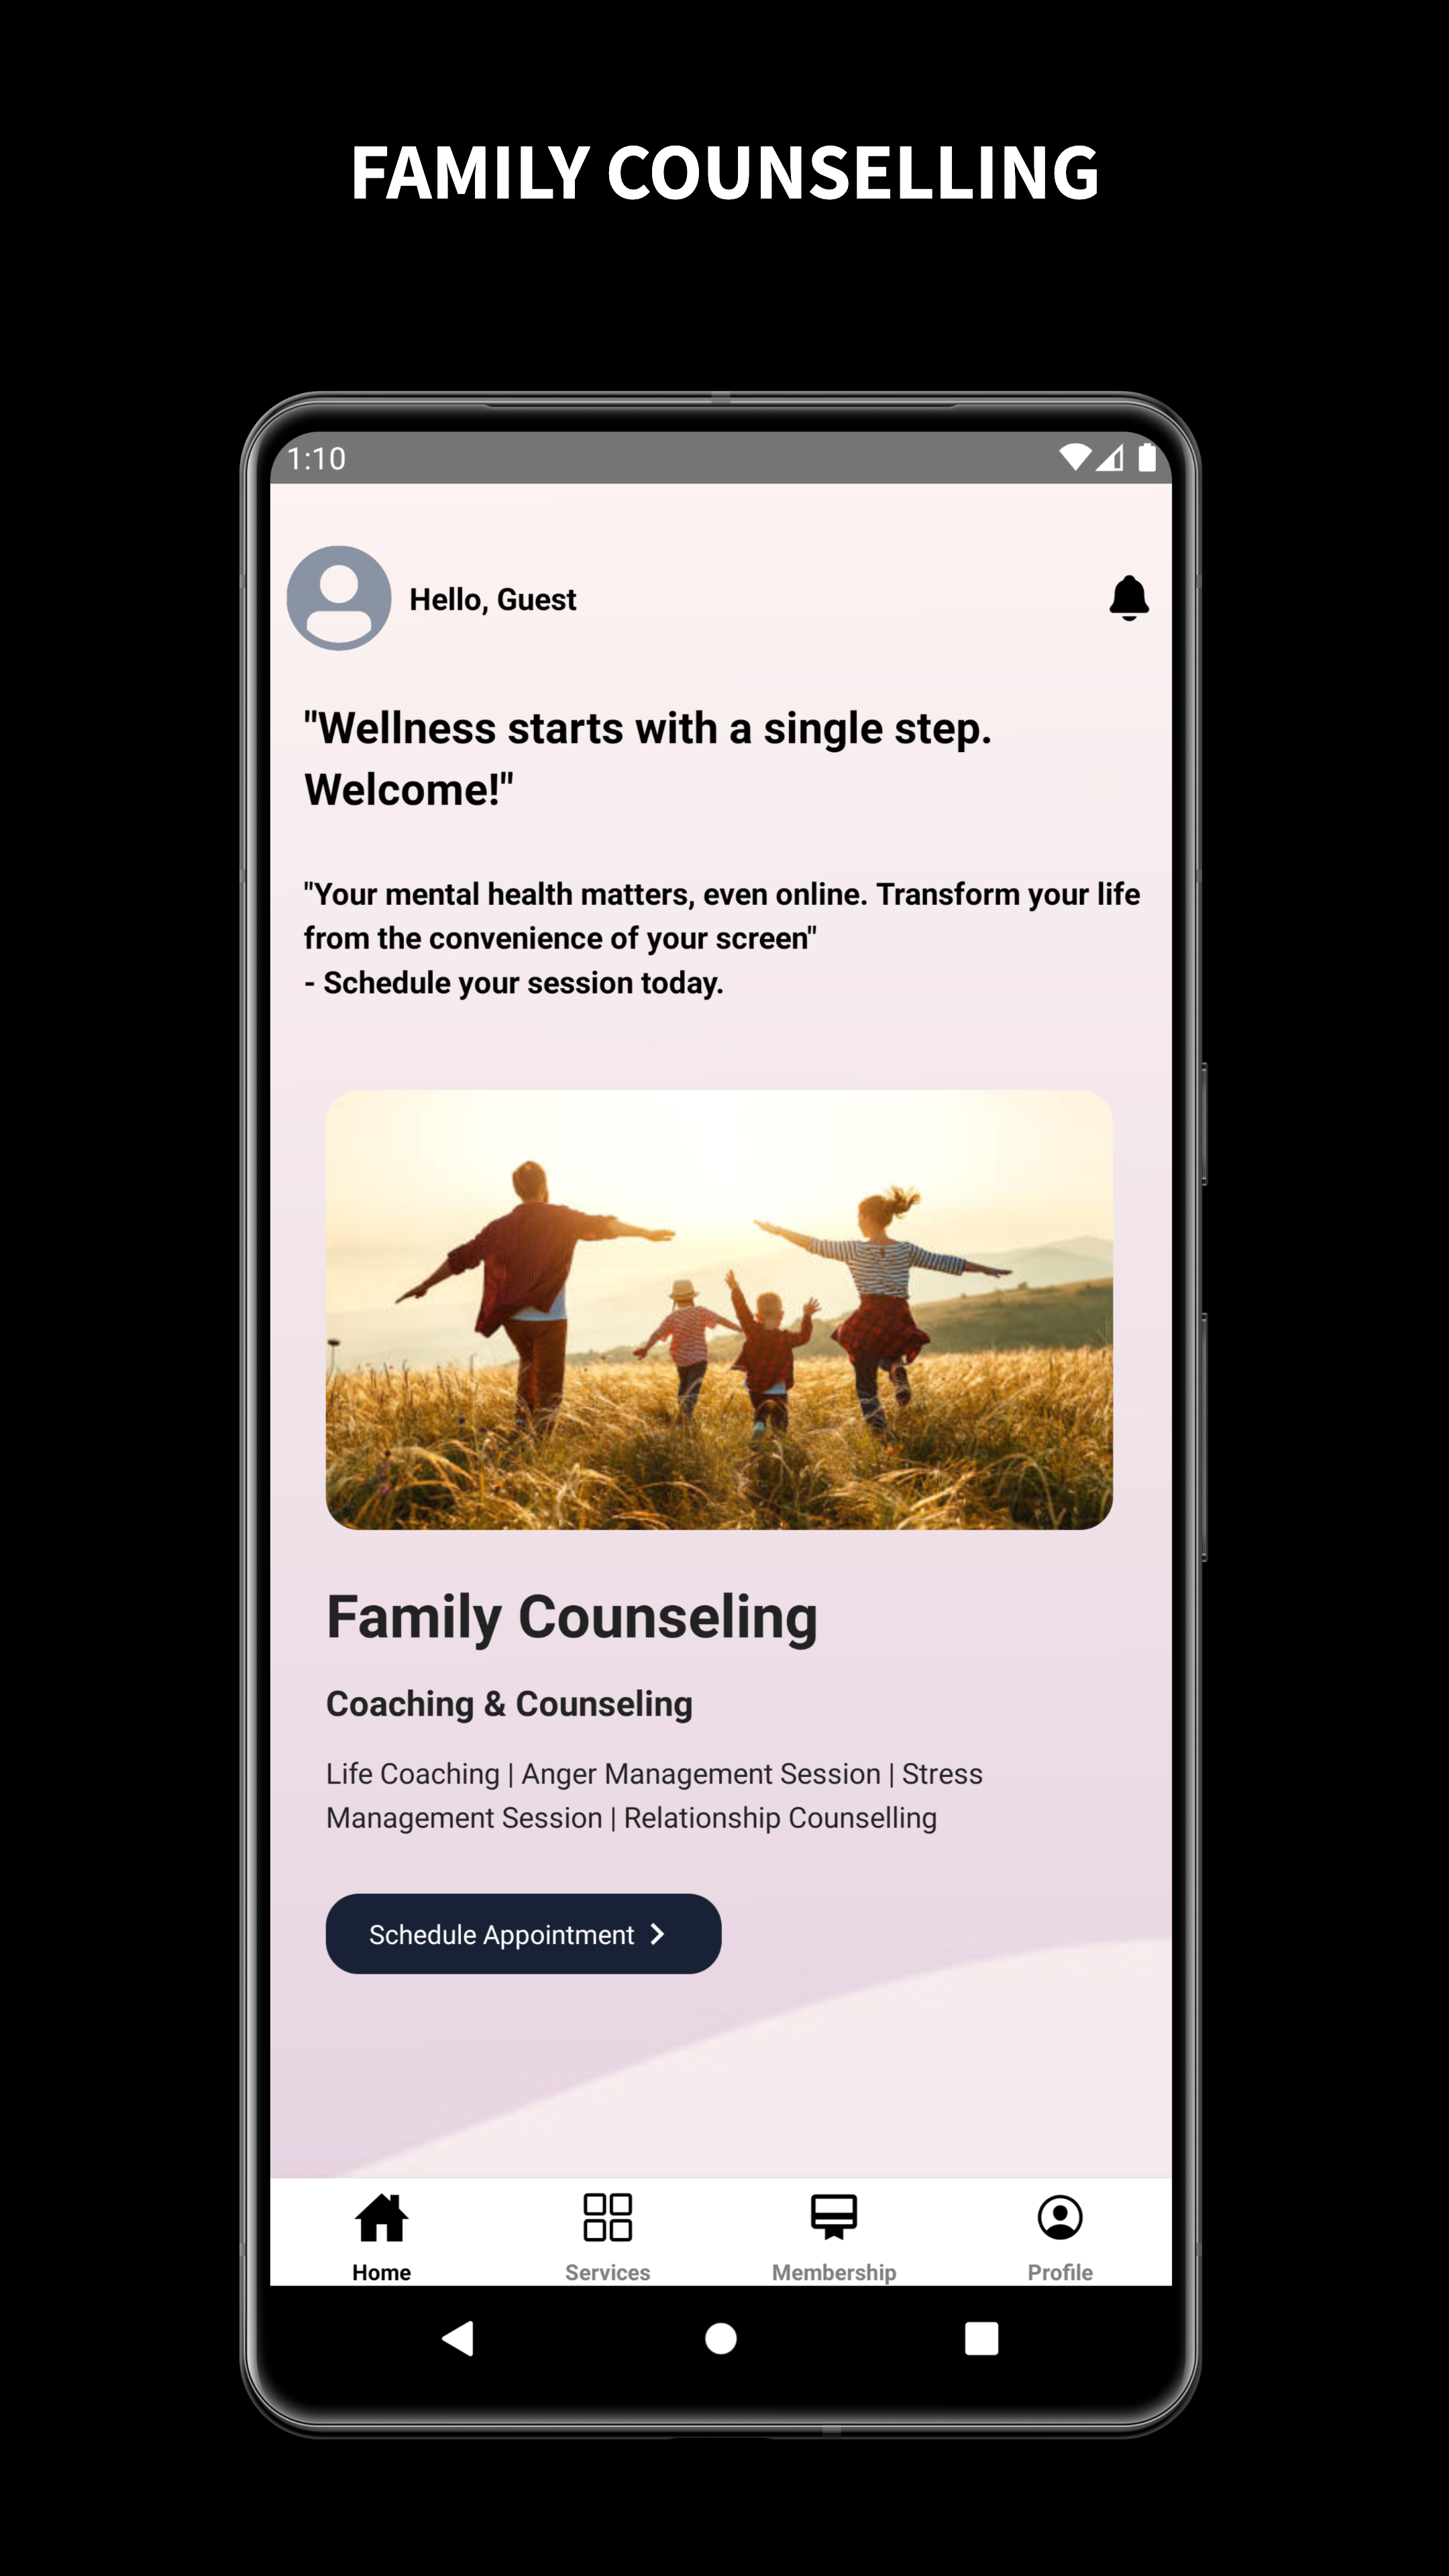 FAMILY COUNSELLING
1:10
Hello, Guest
"Wellness starts with a single step.
Welcome!"
"Your mental health matters, even online. Transform your life
from the convenience of your screen"
- Schedule your session today.
Family Counseling
Coaching & Counseling
Life Coaching | Anger Management Session | Stress
Management Session | Relationship Counselling
Schedule Appointment
Home Services Membership Profile